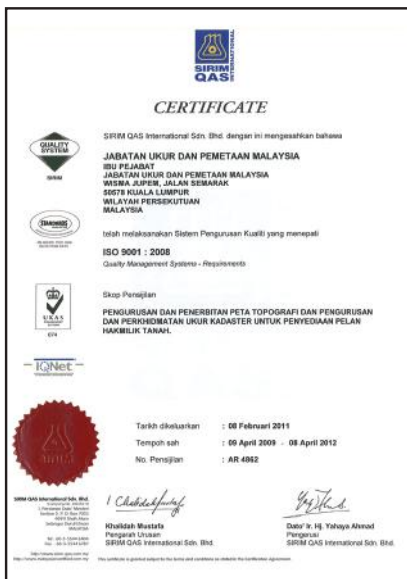 SIRIM
QAS
INTERNATIONAL
CERTIFICATE
SIRIM QAS International Sdn. Bhd. dengan ini mengesahkan bahawa
QUALITY
SYSTEM
SIRIM
JABATAN UKUR DAN PEMETAAN MALAYSIA
IBU PEJABAT
JABATAN UKUR DAN PEMETAAN MALAYSIA
WISMA JUPEM, JALAN SEMARAK
50578 KUALA LUMPUR
WILAYAH PERSEKUTUAN
MALAYSIA
STANDARDS
telah melaksanakan Sistem Pengurusan Kualiti yang menepati
ISO 9001 : 2008
Quality Management Systems - Requirements
UKAS
Skop Pensijilan
PENGURUSAN DAN PENERBITAN PETA TOPOGRAFI DAN PENGURUSAN
DAN PERKHIDMATAN UKUR KADASTER UNTUK PENYEDIAAN PELAN
HAKMILIK TANAH.
IQNet
Tarikh dikeluarkan : 08 Februari 2011
Tempoh sah : 09 April 2009 - 08 April 2012
No. Pensijilan : AR 4862
SIRIM QAS International Sdn. Bhd.
Khalidah Mustafa
Pengarah Urusan
SIRIM QAS International Sdn. Bhd.
Dato' Ir. Hj. Yahaya Ahmad
Pengerusi
SIRIM QAS International Sdn. Bhd.